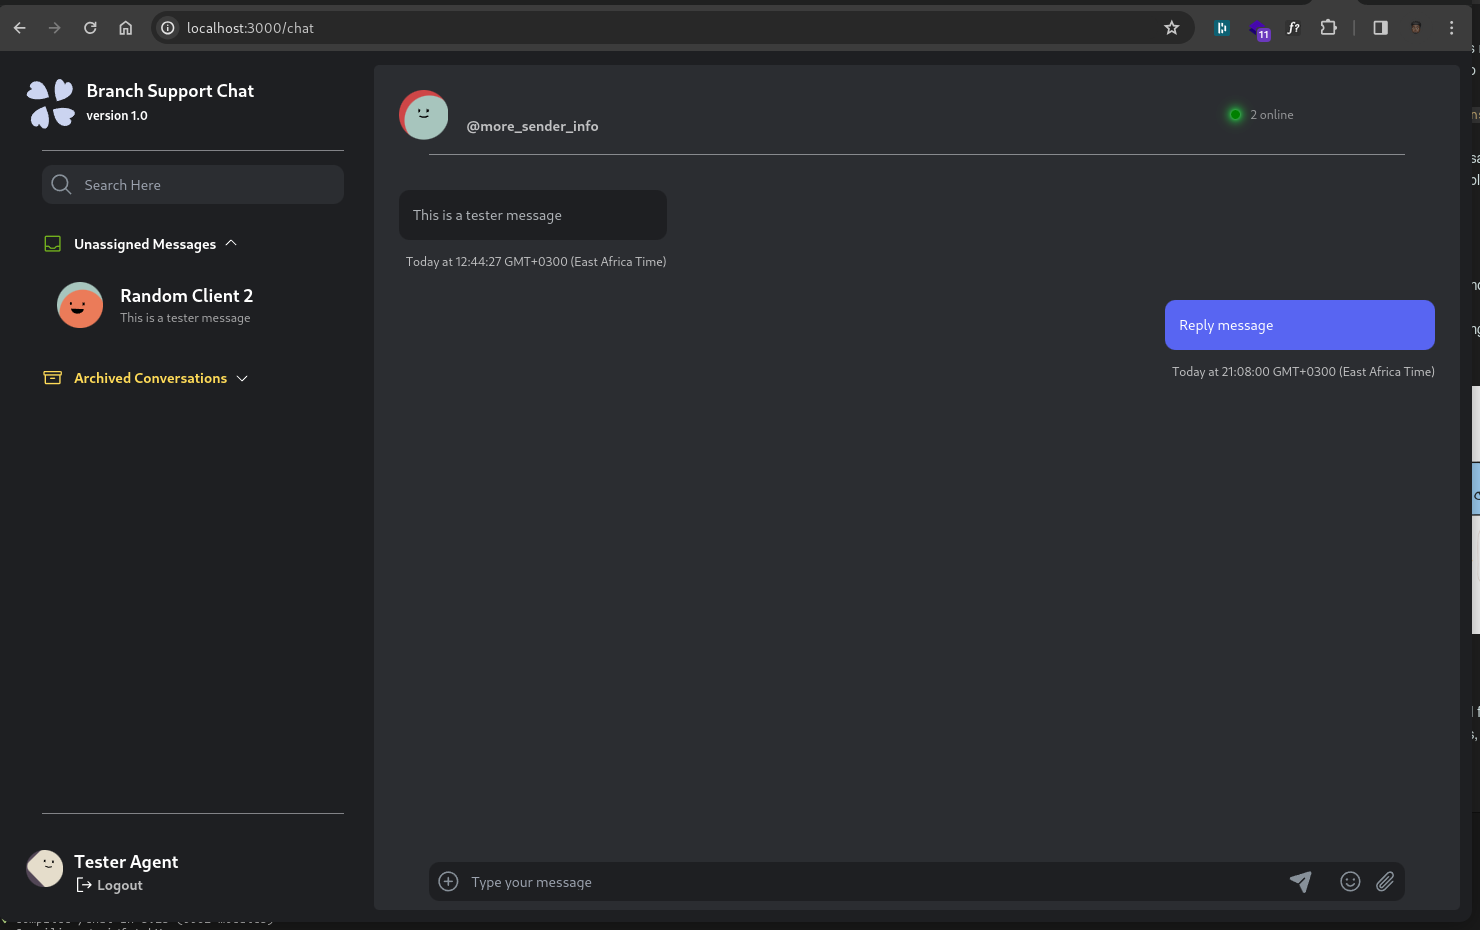 localhost:3000/chat
11
f?
Branch Support Chat
version 1.0
Search Here
Unassigned Messages
Random Client 2
This is a tester message
Archived Conversations
Tester Agent
Logout
@more_sender_info
2 online
This is a tester message
Today at 12:44:27 GMT+0300 (East Africa Time)
Reply message
Today at 21:08:00 GMT+0300 (East Africa Time)
Type your message